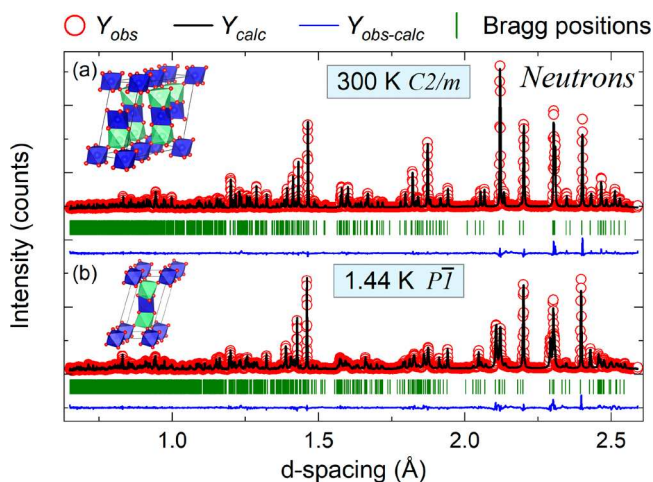 Y_obs Y_calc Y_obs-calc Bragg positions
(a) 300 K C2/m Neutrons
(b) 1.44 K P1̅
Intensity (counts)
1.0 1.5 2.0 2.5
d-spacing (Å)